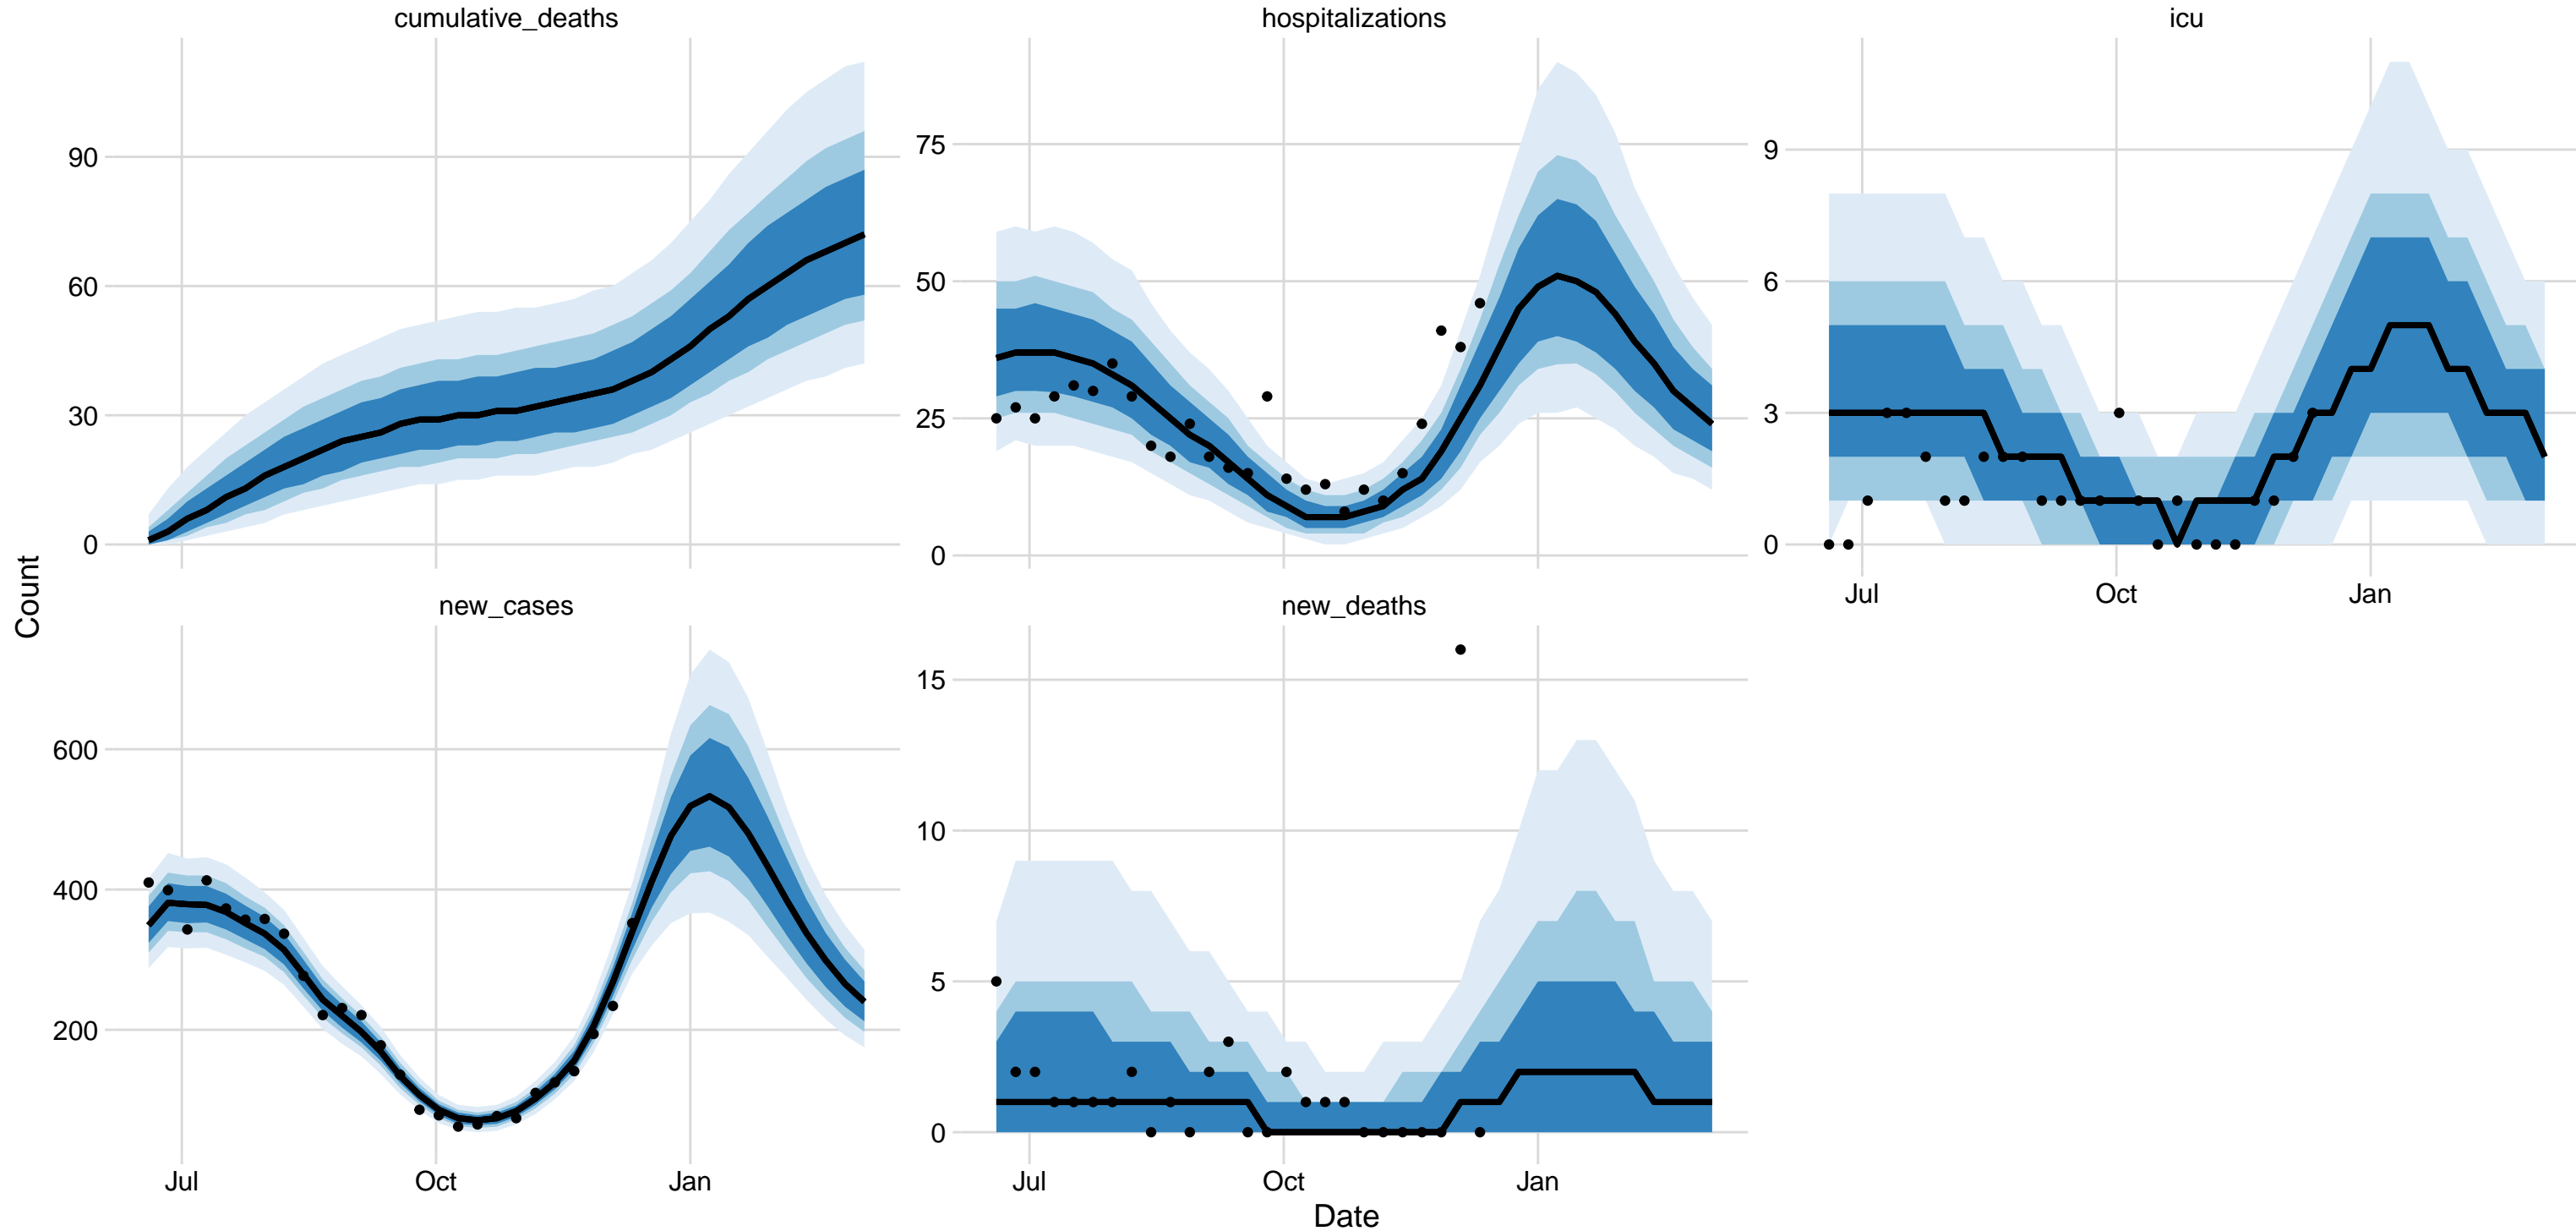 cumulative_deaths
hospitalizations
icu
90
60
30
0
75
50
25
0
9
6
3
0
Jul
Oct
Jan
Count
new_cases
new_deaths
600
400
200
15
10
5
0
Jul
Oct
Jan
Jul
Oct
Jan
Date